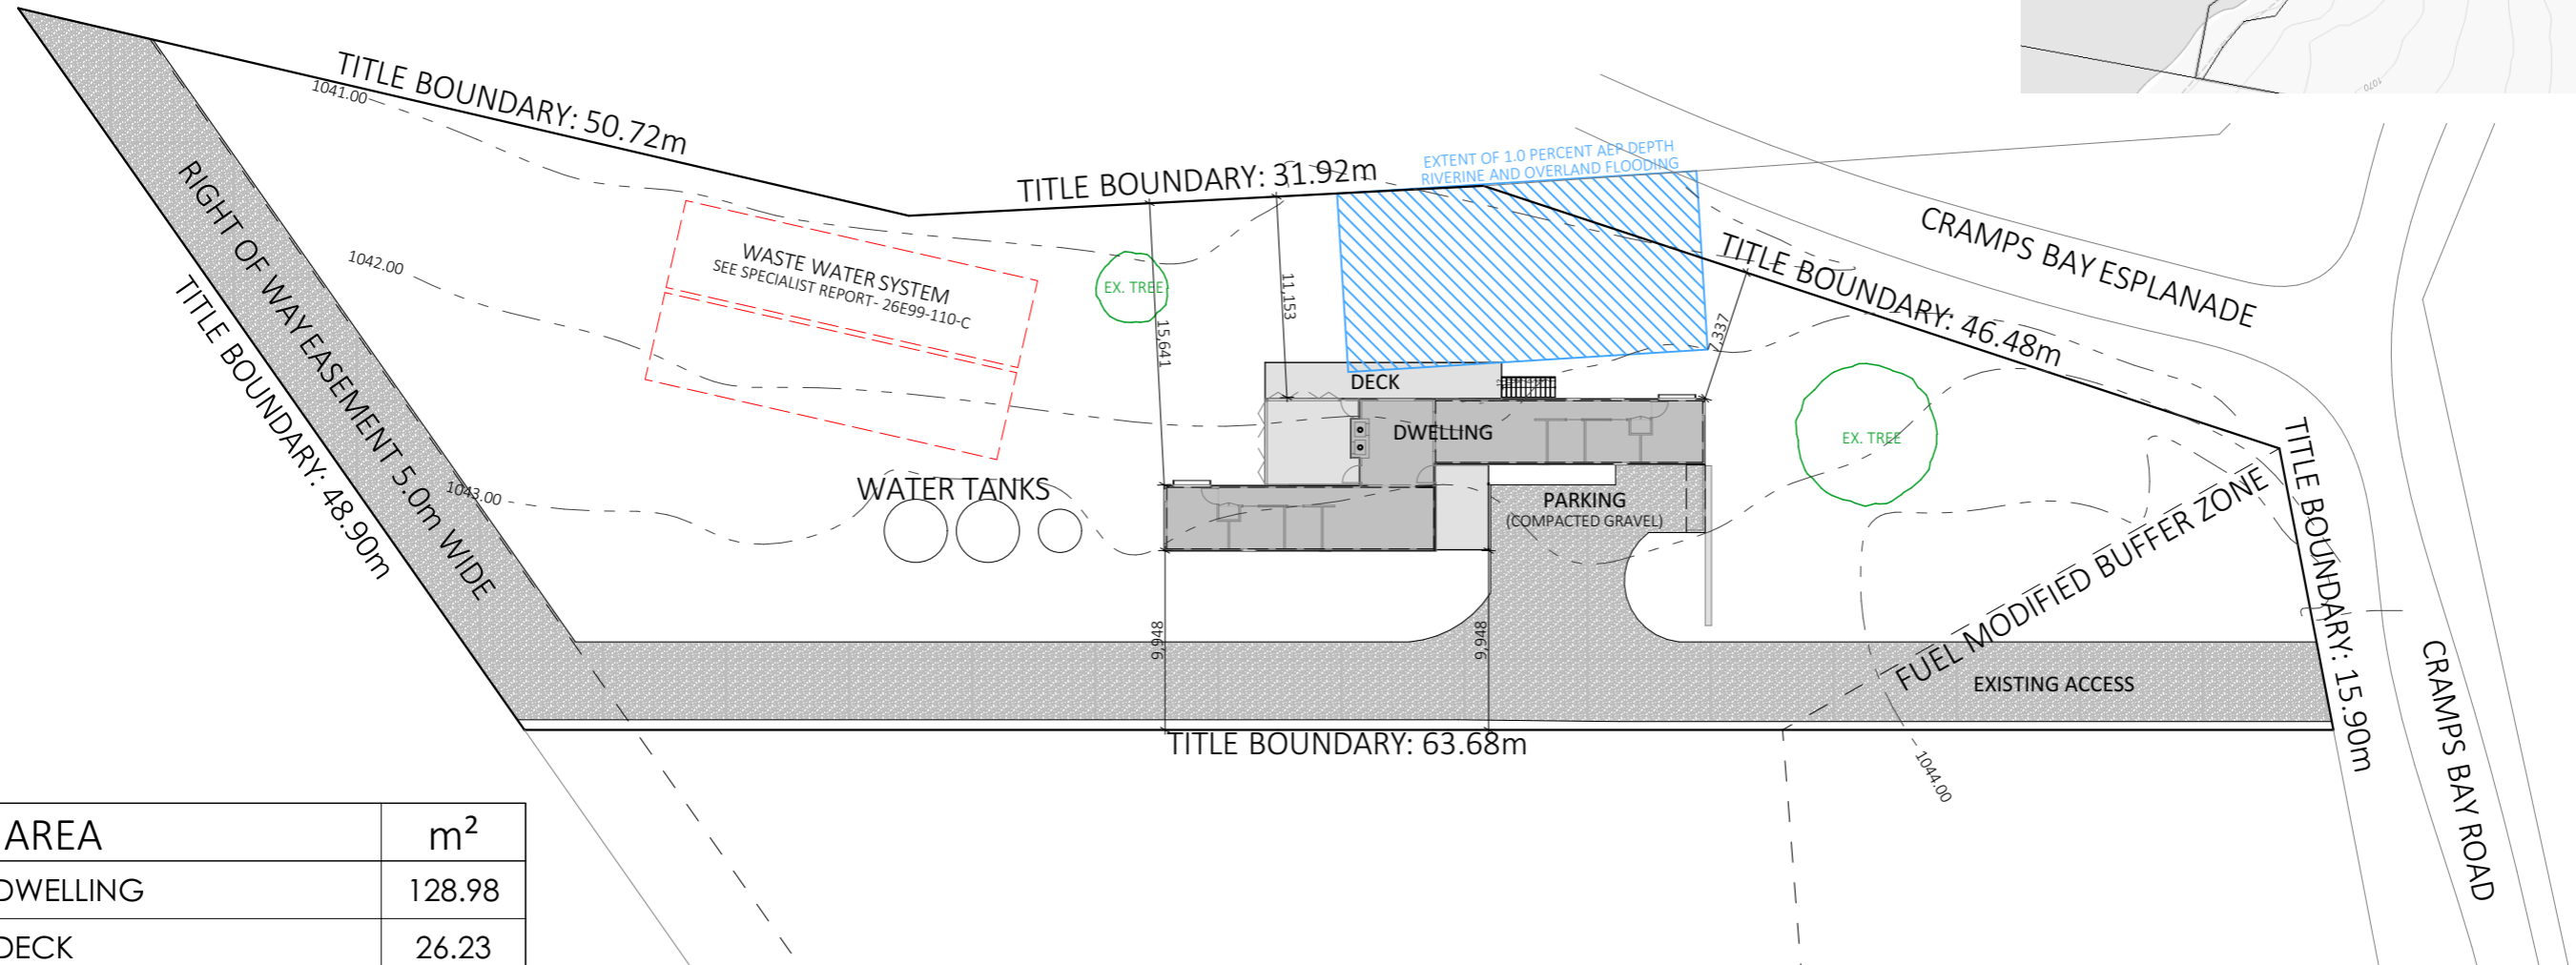 1070
TITLE BOUNDARY: 50.72m
1041.00
TITLE BOUNDARY: 31.92m
EXTENT OF 1.0 PERCENT AEP DEPTH
RIVERINE AND OVERLAND FLOODING
CRAMPS BAY ESPLANADE
TITLE BOUNDARY: 46.48m
RIGHT OF WAY EASEMENT 5.0m WIDE
TITLE BOUNDARY: 48.90m
1042.00
WASTE WATER SYSTEM
SEE SPECIALIST REPORT- 26E99-110-C
EX. TREE
15,641
11,153
7,337
DECK
DWELLING
EX. TREE
1043.00
WATER TANKS
PARKING
(COMPACTED GRAVEL)
FUEL MODIFIED BUFFER ZONE
TITLE BOUNDARY: 15.90m
9,948
9,948
EXISTING ACCESS
TITLE BOUNDARY: 63.68m
1044.00
CRAMPS BAY ROAD
AREA m²
DWELLING 128.98
DECK 26.23